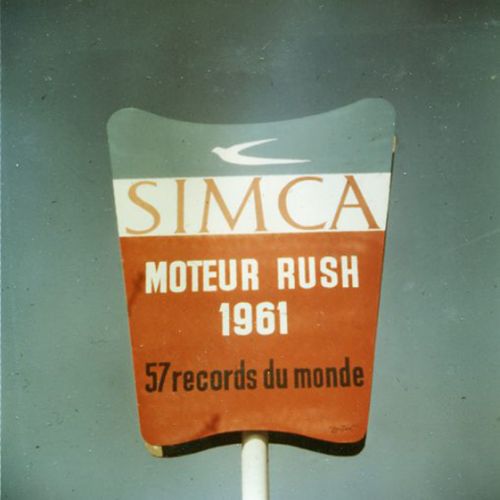 SIMCA
MOTEUR RUSH
1961
57 records du monde